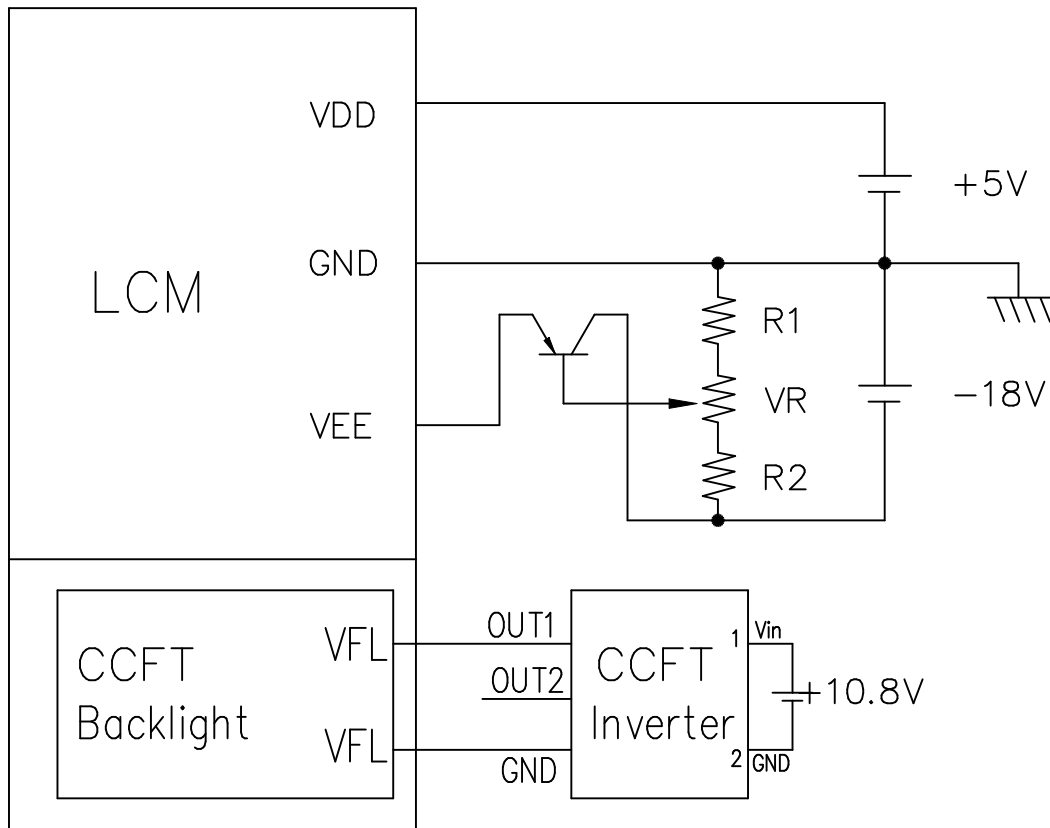 VDD
+5V
GND
LCM
R1
VR
-18V
VEE
R2
OUT1
1
Vin
VFL
CCFT
CCFT
OUT2
+10.8V
Backlight
Inverter
VFL
2
GND
GND